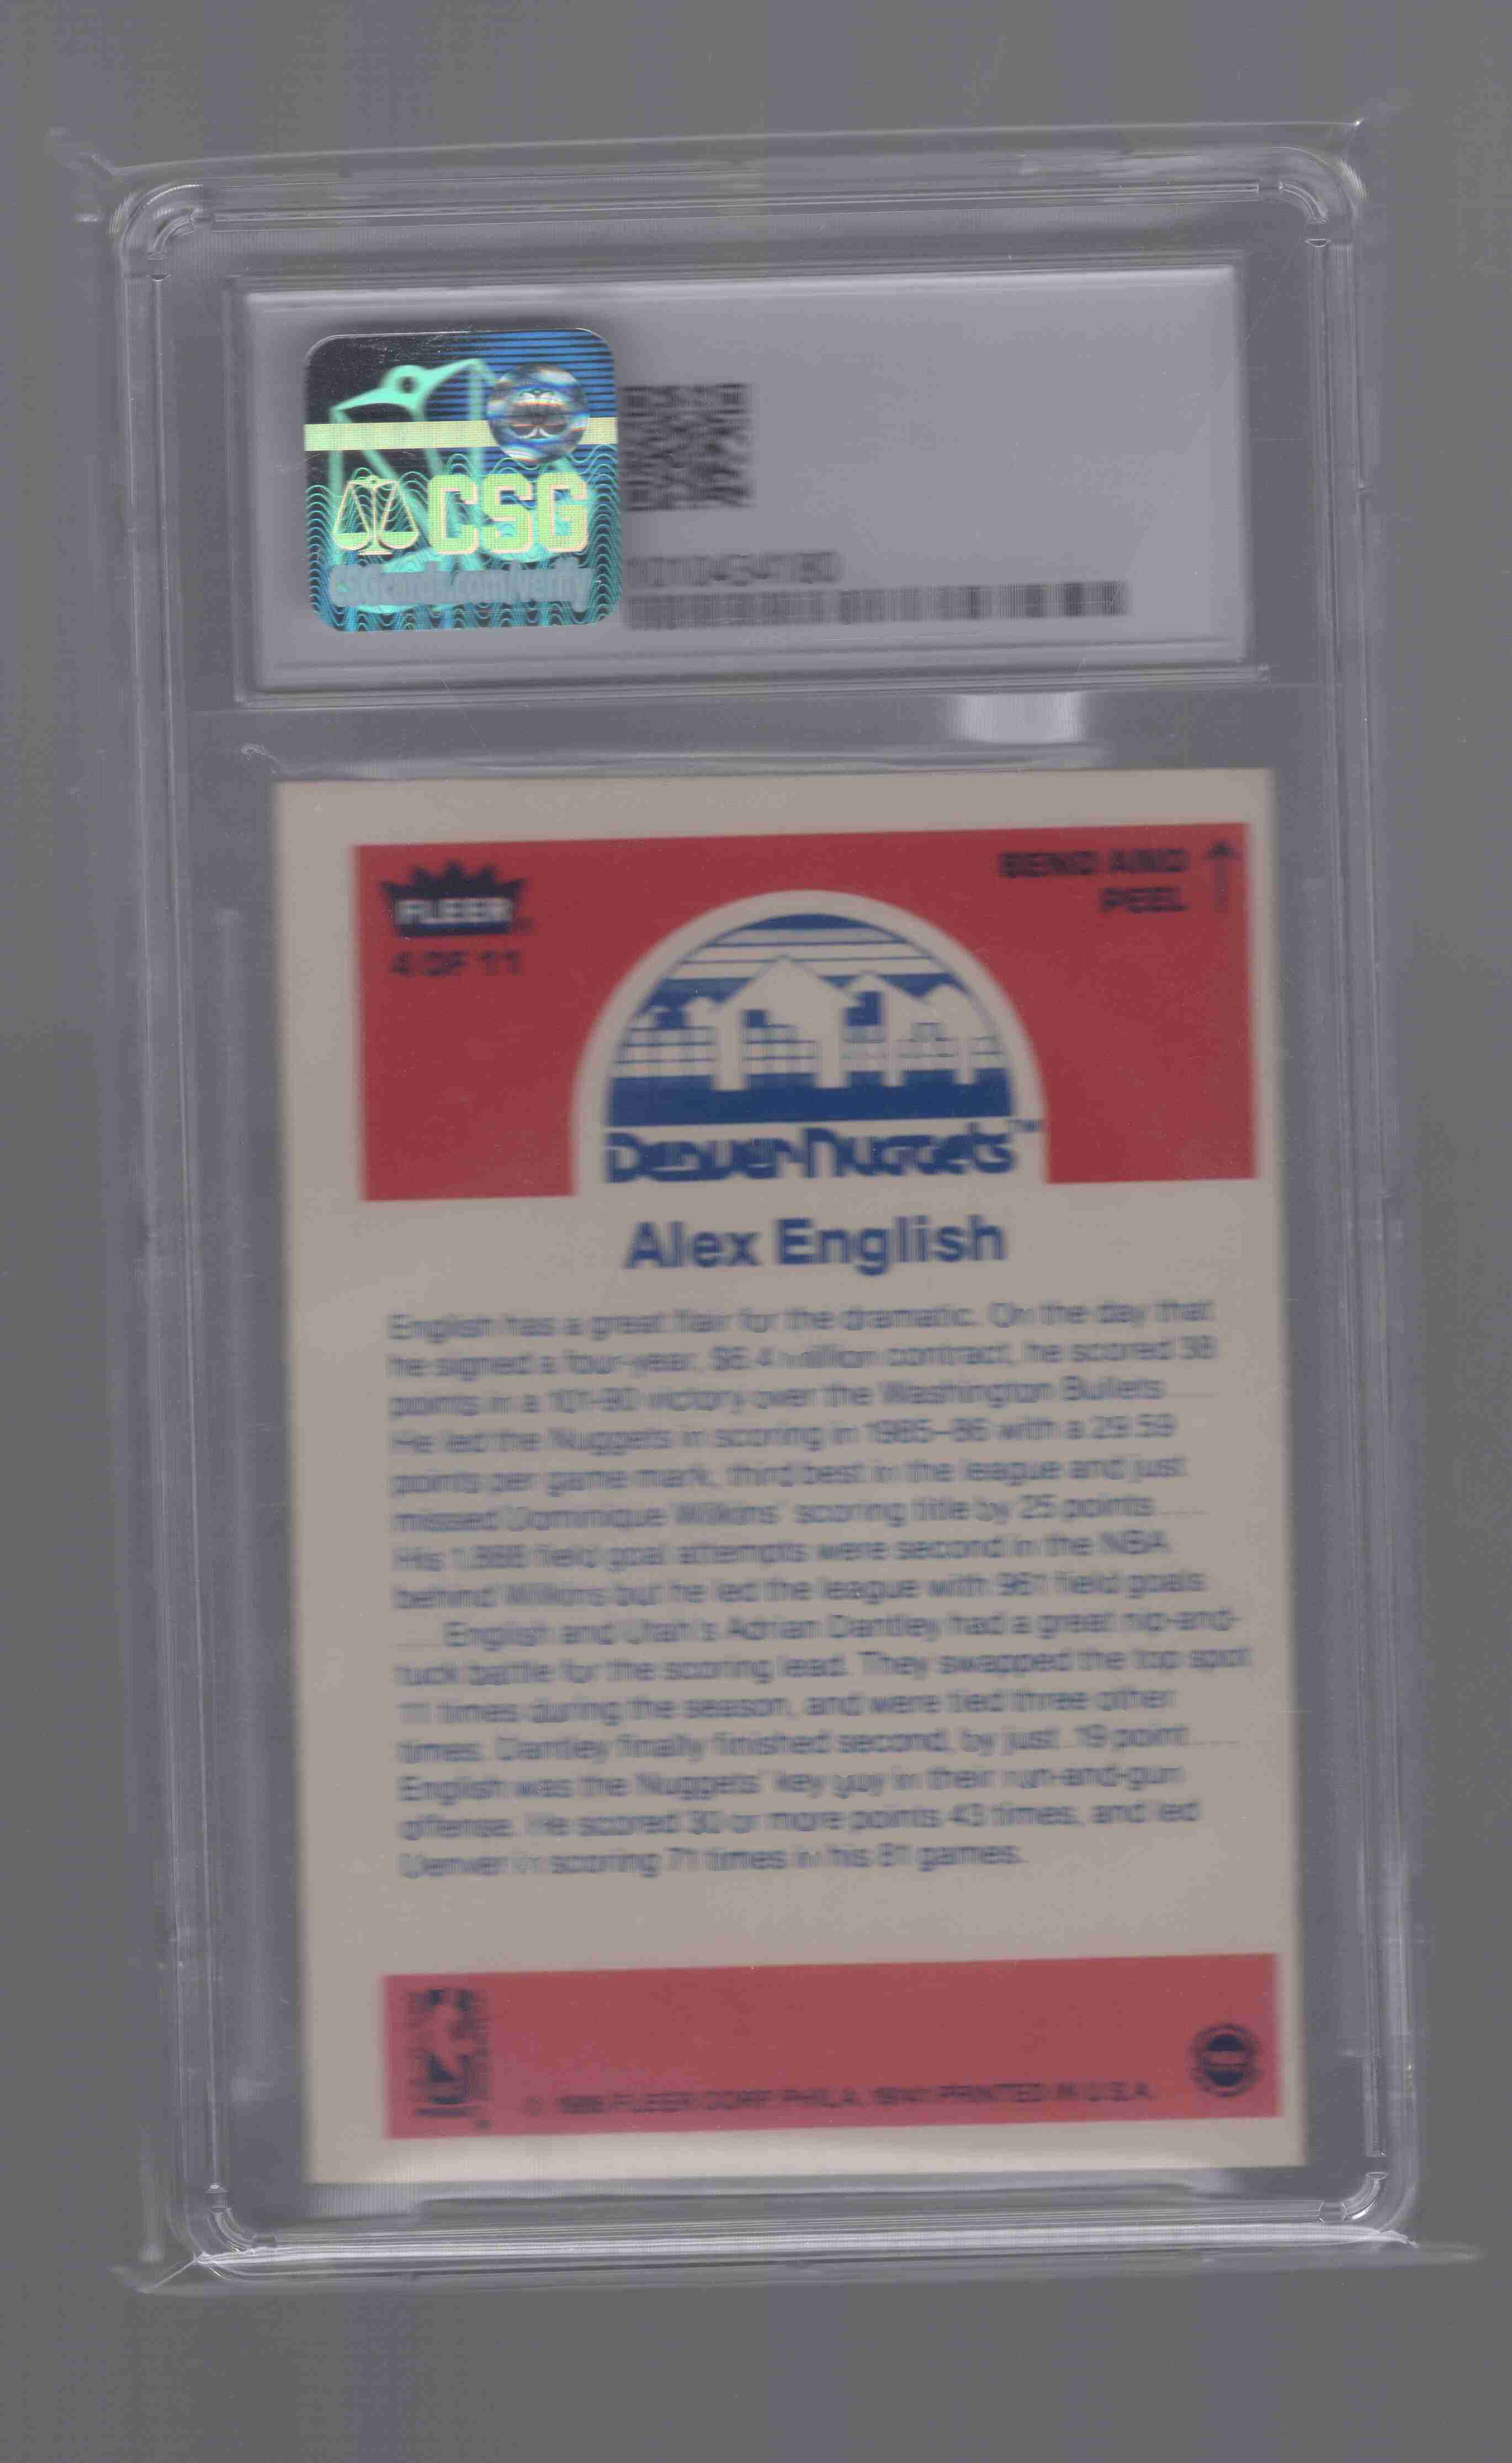 CSG
CSGcards.com/verify
FLEER
4 OF 11
BEND AND
PEEL
Denver Nuggets™
Alex English
English has a great flair for the dramatic. On the day that
he signed a four-year, $6.4 million contract, he scored
points in a victory over the Washington Bullets .....
He led the Nuggets in scoring in 1985–86 with a 29.59
points per game mark, third best in the league and just
missed Dominique Wilkins' scoring title by 25 points .....
His field goal attempts were second in the NBA
behind Wilkins but he led the league with 961 field goals
..... English and Utah's Adrian Dantley had a great nip-and-
tuck battle for the scoring lead. They swapped the top spot
11 times during the season, and were tied three other
times. Dantley finally finished second, by just .19 point .....
English was the Nuggets' key guy in their run-and-gun
offense. He scored 30 or more points 43 times, and led
Denver in scoring 71 times in his 81 games.
© 1986 FLEER CORP. PHILA. 19141 PRINTED IN U.S.A.